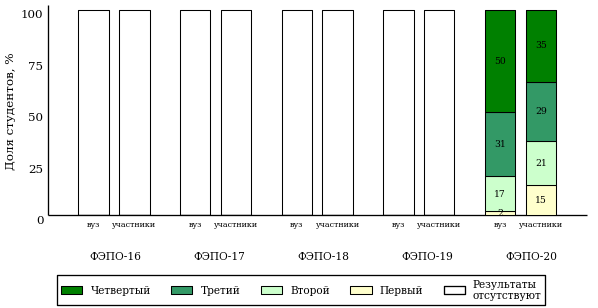 Доля студентов, %
100
75
50
25
0
50
31
17
2
35
29
21
15
вуз участники вуз участники вуз участники вуз участники вуз участники
ФЭПО-16 ФЭПО-17 ФЭПО-18 ФЭПО-19 ФЭПО-20
Четвертый Третий Второй Первый Результаты
отсутствуют